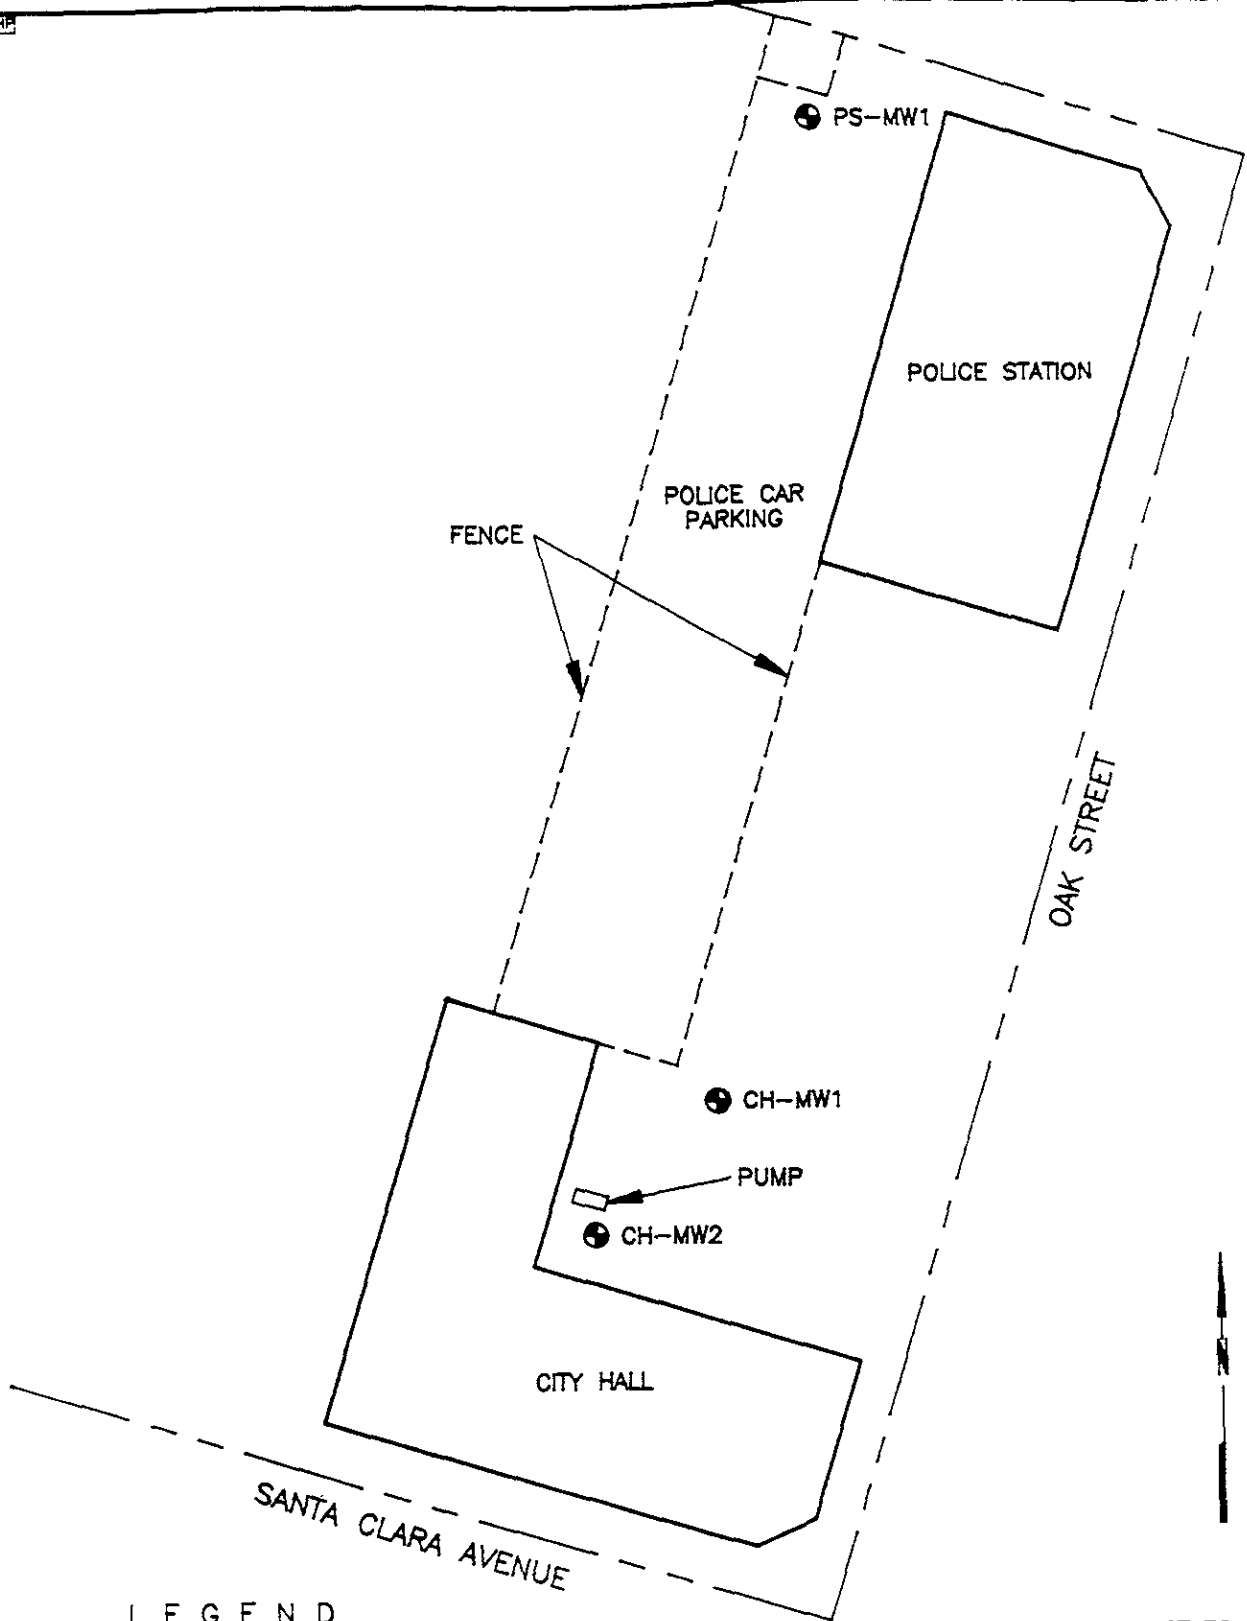 PS-MW1
POLICE STATION
POLICE CAR
PARKING
FENCE
OAK STREET
CH-MW1
PUMP
CH-MW2
N
CITY HALL
SANTA CLARA AVENUE
LEGEND